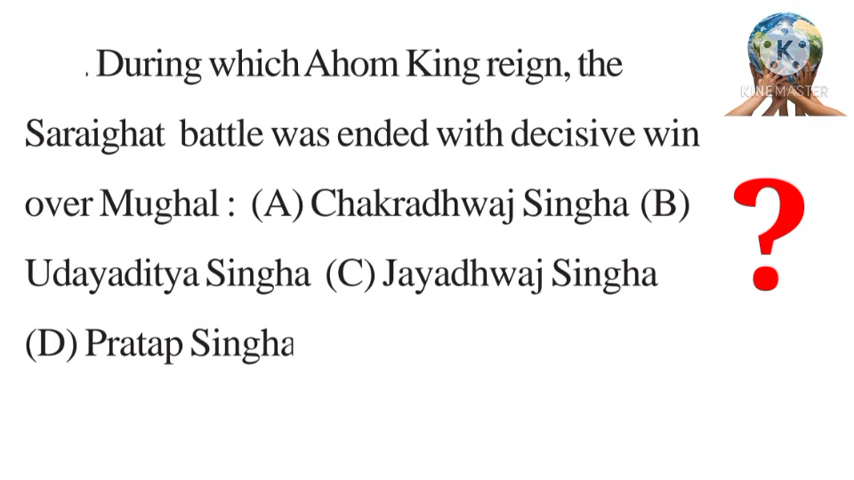 . During which Ahom King reign, the
K
KINEMASTER
Saraighat battle was ended with decisive win
over Mughal : (A) Chakradhwaj Singha (B)
?
Udayaditya Singha (C) Jayadhwaj Singha
(D) Pratap Singha